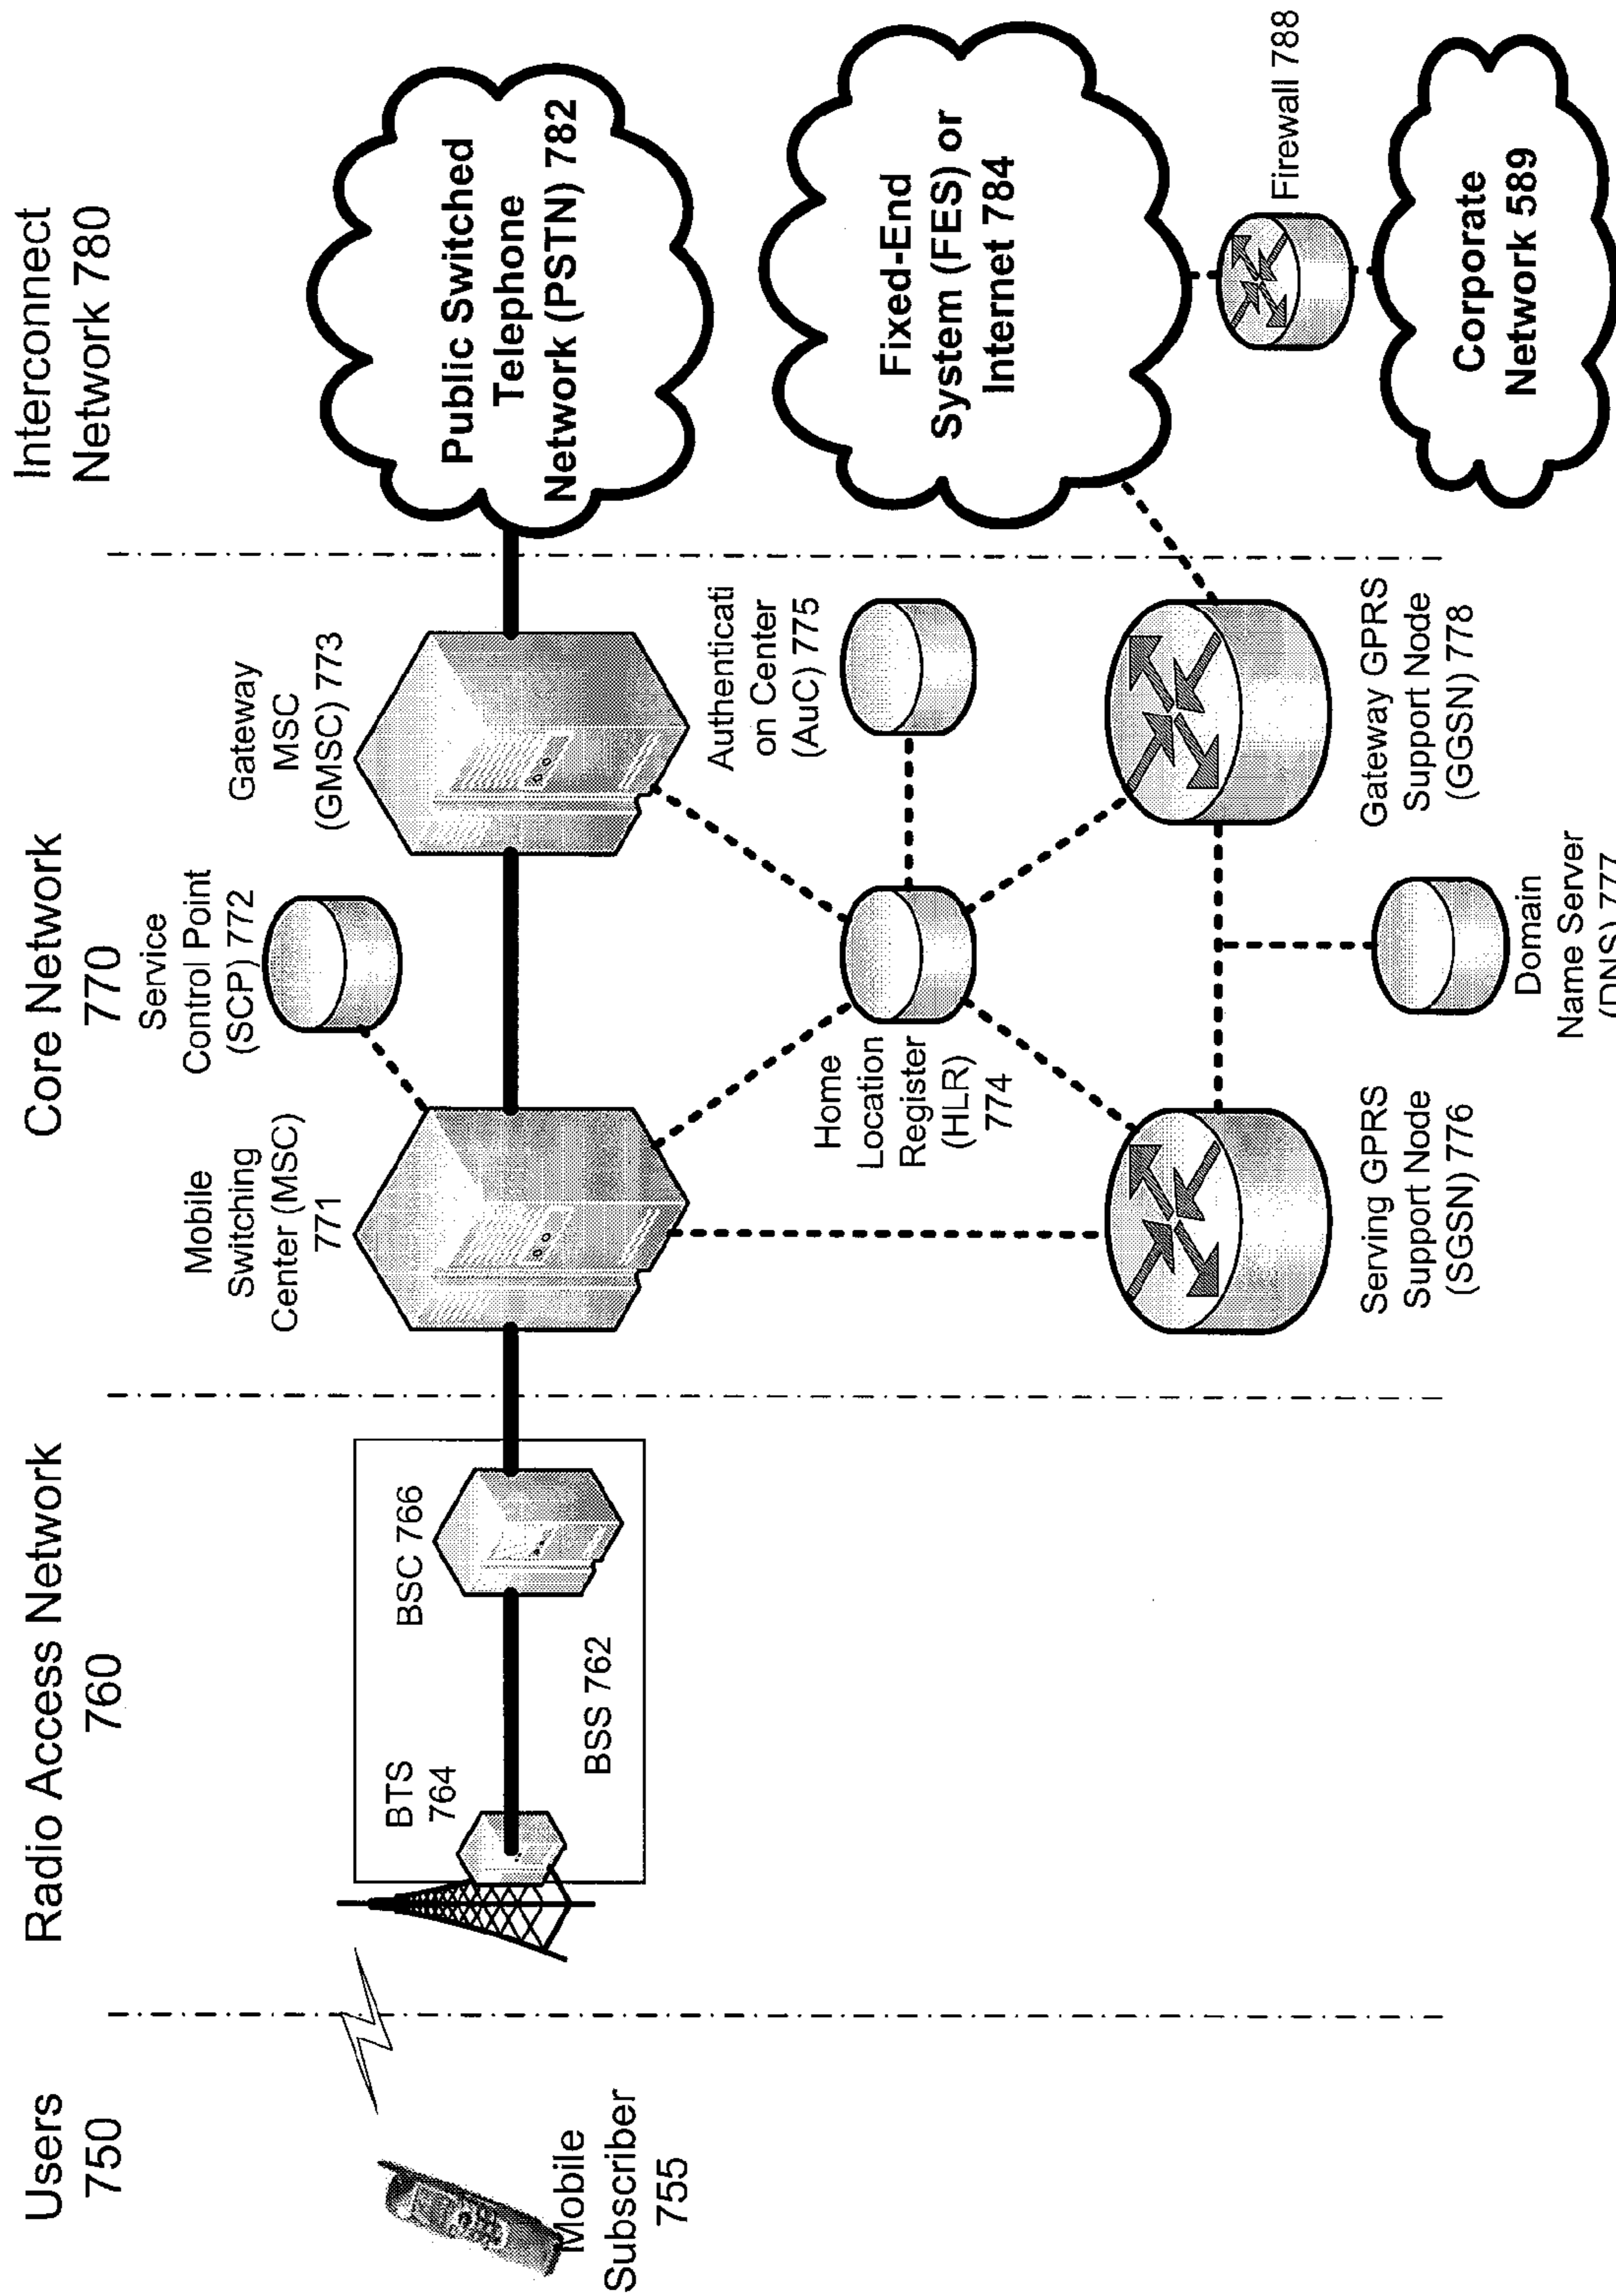 Users
750
Radio Access Network
760
Core Network
770
Interconnect
Network 780
Mobile
Subscriber
755
BTS
764
BSC 766
BSS 762
Mobile
Switching
Center (MSC)
771
Service
Control Point
(SCP) 772
Gateway
MSC
(GMSC) 773
Public Switched
Telephone
Network (PSTN) 782
Home
Location
Register
(HLR)
774
Authenticati
on Center
(AuC) 775
Fixed-End
System (FES) or
Internet 784
Serving GPRS
Support Node
(SGSN) 776
Domain
Name Server
(DNS) 777
Gateway GPRS
Support Node
(GGSN) 778
Firewall 788
Corporate
Network 589